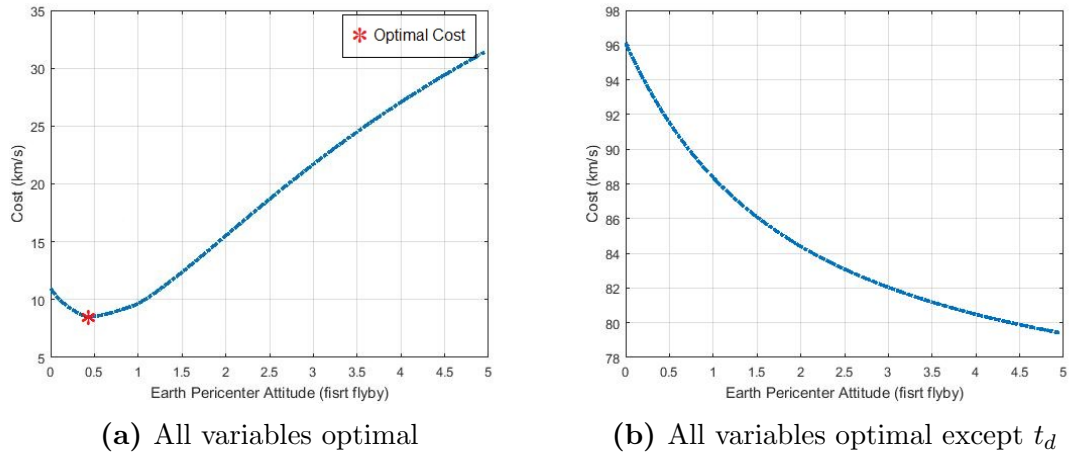 35
30
25
20
15
10
5
Cost (km/s)
Optimal Cost
0 0.5 1 1.5 2 2.5 3 3.5 4 4.5 5
Earth Pericenter Attitude (fisrt flyby)
(a) All variables optimal
98
96
94
92
90
88
86
84
82
80
78
Cost (km/s)
0 0.5 1 1.5 2 2.5 3 3.5 4 4.5 5
Earth Pericenter Attitude (fisrt flyby)
(b) All variables optimal except t_d